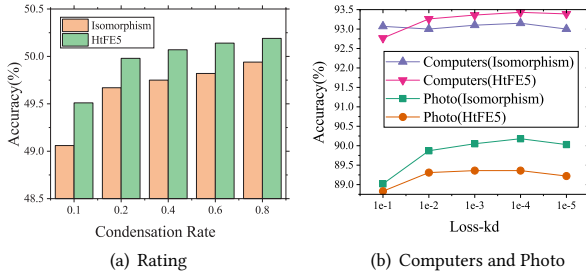 Accuracy(%)
50.5
50.0
49.5
49.0
48.5
Isomorphism
HtFE5
0.1 0.2 0.4 0.6 0.8
Condensation Rate
(a) Rating
Accuracy(%)
93.5
93.0
92.5
92.0
91.5
91.0
90.5
90.0
89.5
89.0
Computers(Isomorphism)
Computers(HtFE5)
Photo(Isomorphism)
Photo(HtFE5)
1e-1 1e-2 1e-3 1e-4 1e-5
Loss-kd
(b) Computers and Photo